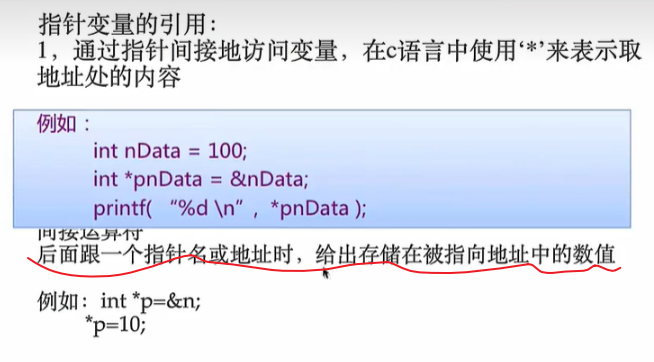 指针变量的引用：
1，通过指针间接地访问变量，在c语言中使用‘*’来表示取
地址处的内容
例如：
int nData = 100;
int *pnData = &nData;
printf( “%d \n”, *pnData );
间接运算符
后面跟一个指针名或地址时，给出存储在被指向地址中的数值
例如：int *p=&n;
*p=10;